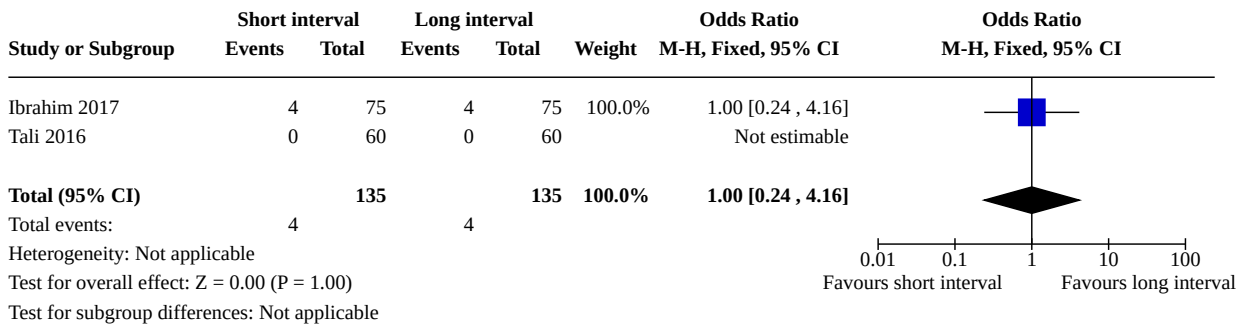 Short interval Long interval Odds Ratio Odds Ratio
Study or Subgroup Events Total Events Total Weight M-H, Fixed, 95% CI M-H, Fixed, 95% CI
Ibrahim 2017 4 75 4 75 100.0% 1.00 [0.24 , 4.16]
Tali 2016 0 60 0 60 Not estimable
Total (95% CI) 135 135 100.0% 1.00 [0.24 , 4.16]
Total events: 4 4
Heterogeneity: Not applicable
0.01 0.1 1 10 100
Test for overall effect: Z = 0.00 (P = 1.00)
Favours short interval Favours long interval
Test for subgroup differences: Not applicable